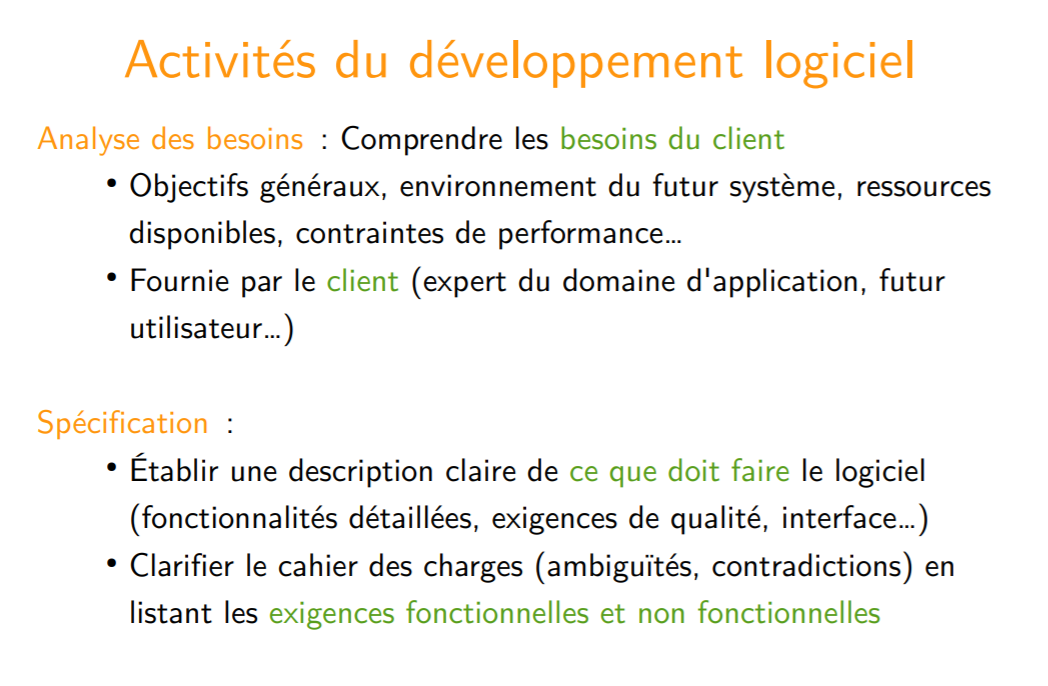 Activités du développement logiciel
Analyse des besoins : Comprendre les besoins du client
• Objectifs généraux, environnement du futur système, ressources
disponibles, contraintes de performance...
• Fournie par le client (expert du domaine d'application, futur
utilisateur...)
Spécification :
• Établir une description claire de ce que doit faire le logiciel
(fonctionnalités détaillées, exigences de qualité, interface...)
• Clarifier le cahier des charges (ambiguïtés, contradictions) en
listant les exigences fonctionnelles et non fonctionnelles